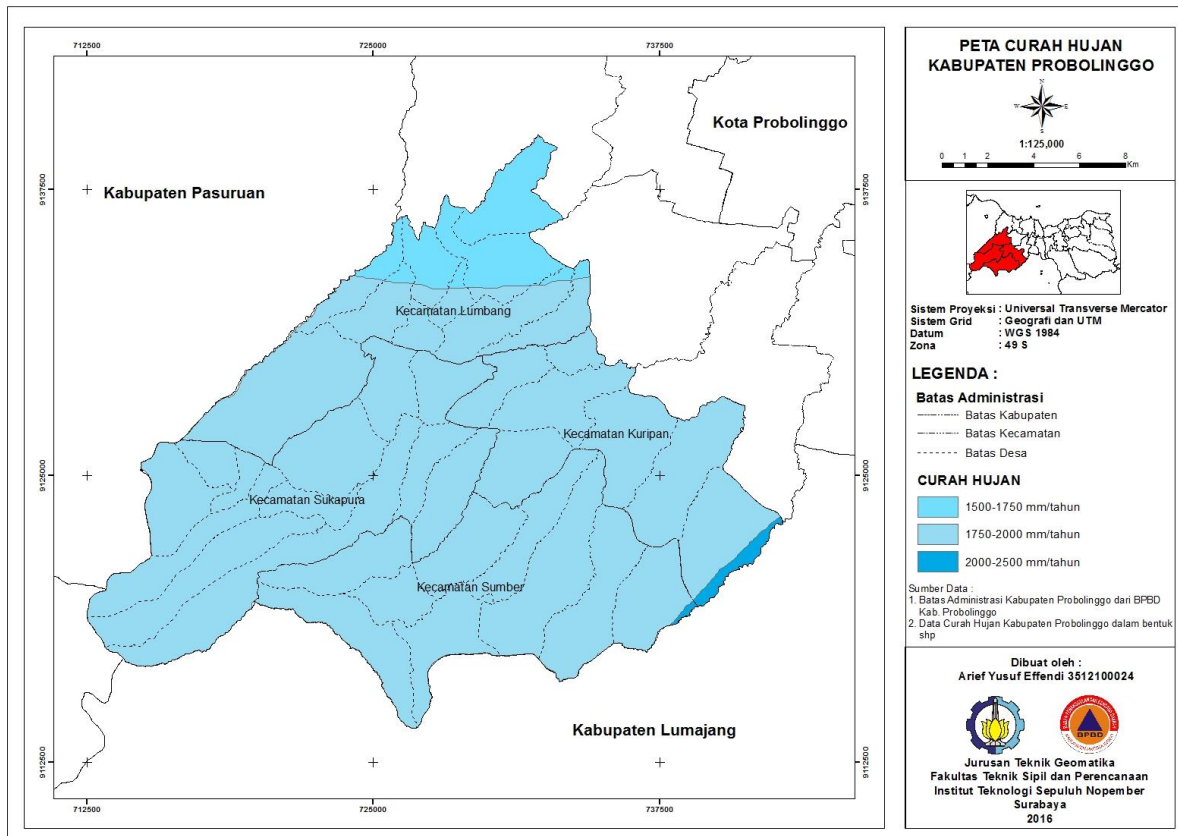 712500
725000
737500
9137500
9137500
9125000
9125000
9112500
9112500
712500
725000
737500
Kabupaten Pasuruan
Kota Probolinggo
Kecamatan Lumbang
Kecamatan Kuripan
Kecamatan Sukapura
Kecamatan Sumber
Kabupaten Lumajang
PETA CURAH HUJAN
KABUPATEN PROBOLINGGO
N
W E
S
1:125,000
0 1 2 4 6 8
Km
Sistem Proyeksi : Universal Transverse Mercator
Sistem Grid : Geografi dan UTM
Datum : WGS 1984
Zona : 49 S
LEGENDA :
Batas Administrasi
Batas Kabupaten
Batas Kecamatan
Batas Desa
CURAH HUJAN
1500-1750 mm/tahun
1750-2000 mm/tahun
2000-2500 mm/tahun
Sumber Data :
1. Batas Administrasi Kabupaten Probolinggo dari BPBD
Kab. Probolinggo
2. Data Curah Hujan Kabupaten Probolinggo dalam bentuk
shp
Dibuat oleh :
Arief Yusuf Effendi 3512100024
BPBD
Jurusan Teknik Geomatika
Fakultas Teknik Sipil dan Perencanaan
Institut Teknologi Sepuluh Nopember
Surabaya
2016